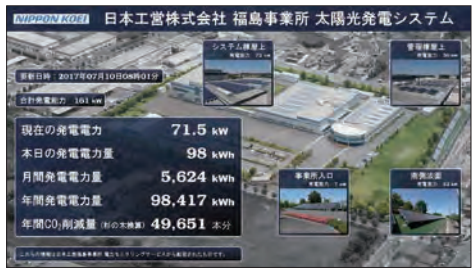 NIPPON KOEI 日本工営株式会社 福島事業所 太陽光発電システム
システム棟屋上
管理棟屋上
更新日時：2017年07月10日08時01分
合計発電能力 161 kW
現在の発電電力 71.5 kW
本日の発電電力量 98 kWh
月間発電電力量 5,624 kWh
年間発電電力量 98,417 kWh
年間CO₂削減量（杉の木換算） 49,651 本分
事業所入口
南側法面